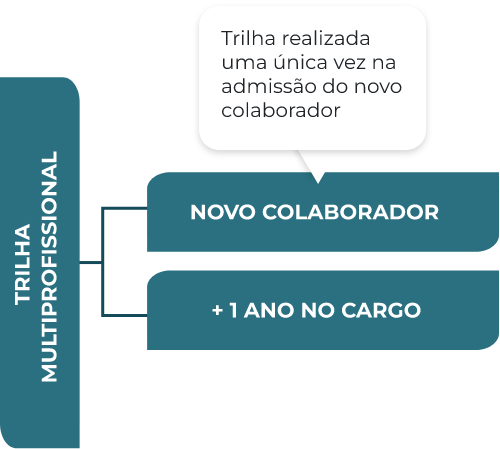 Trilha realizada
uma única vez na
admissão do novo
colaborador
TRILHA
MULTIPROFISSIONAL
NOVO COLABORADOR
+ 1 ANO NO CARGO